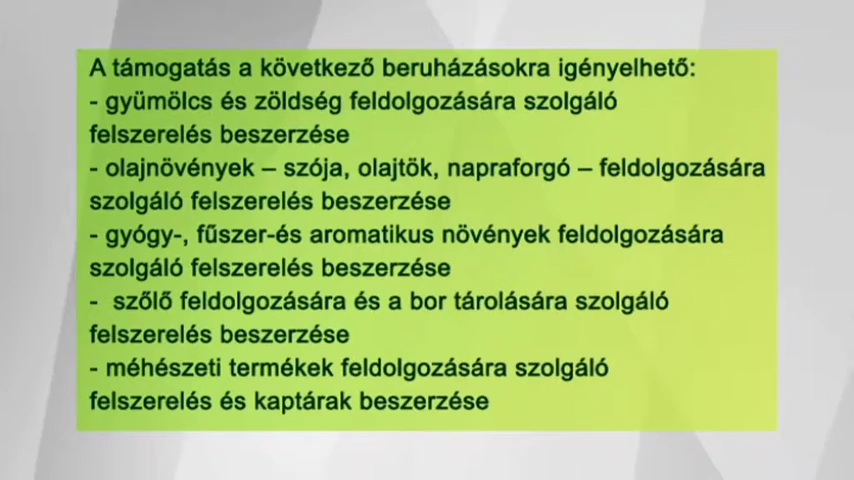 A támogatás a következő beruházásokra igényelhető:
- gyümölcs és zöldség feldolgozására szolgáló
felszerelés beszerzése
- olajnövények – szója, olajtök, napraforgó – feldolgozására
szolgáló felszerelés beszerzése
- gyógy-, fűszer-és aromatikus növények feldolgozására
szolgáló felszerelés beszerzése
-  szőlő feldolgozására és a bor tárolására szolgáló
felszerelés beszerzése
- méhészeti termékek feldolgozására szolgáló
felszerelés és kaptárak beszerzése